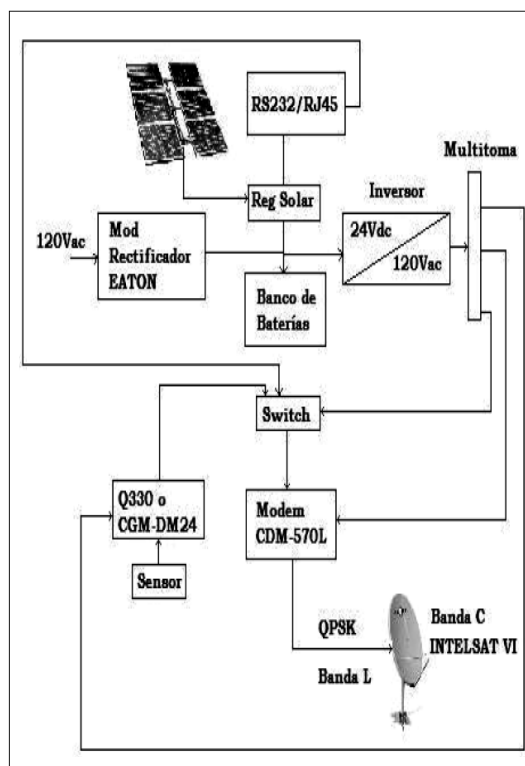 RS232/RJ45
Multitoma
Reg Solar
Inversor
120Vac
Mod
Rectificador
EATON
24Vdc
120Vac
Banco de
Baterías
Switch
Q330 o
CGM-DM24
Modem
CDM-570L
Sensor
QPSK
Banda L
Banda C
INTELSAT VI